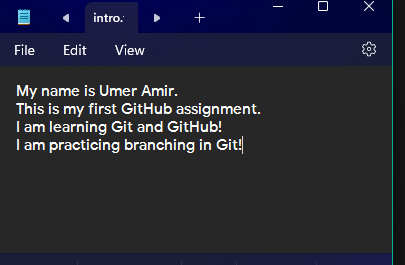 intro.
File Edit View
My name is Umer Amir.
This is my first GitHub assignment.
I am learning Git and GitHub!
I am practicing branching in Git!